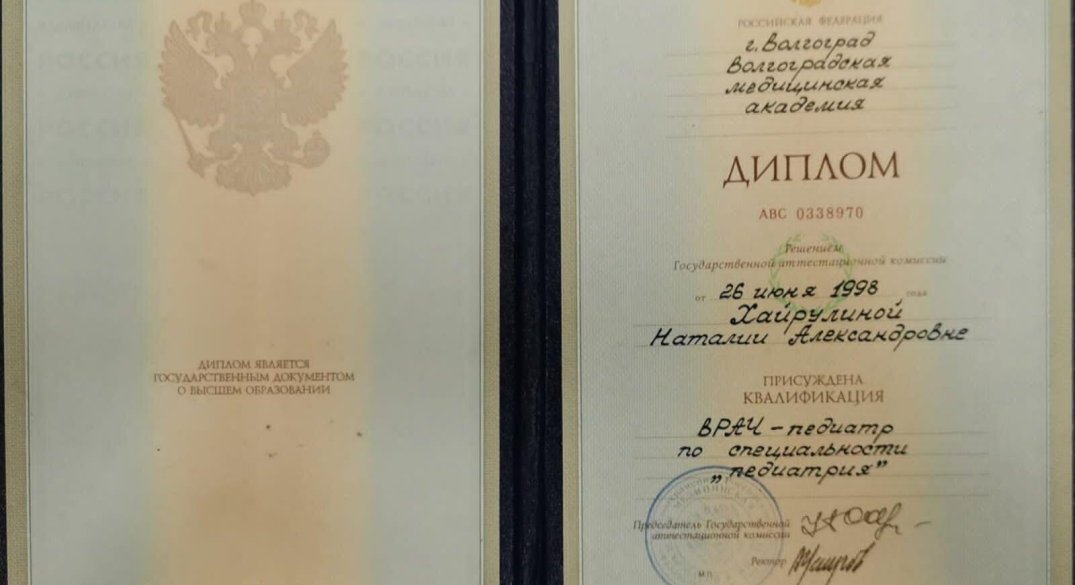 ДИПЛОМ ЯВЛЯЕТСЯ
ГОСУДАРСТВЕННЫМ ДОКУМЕНТОМ
О ВЫСШЕМ ОБРАЗОВАНИИ
РОССИЙСКАЯ ФЕДЕРАЦИЯ
г. Волгоград
Волгоградская
медицинская
академия
ДИПЛОМ
АВС 0338970
Решением
Государственной аттестационной комиссии
от 26 июня 1998 года
Хайрулиной
Наталии Александровне
ПРИСУЖДЕНА
КВАЛИФИКАЦИЯ
ВРАЧ – педиатр
по специальности
„педиатрия”
Председатель Государственной
аттестационной комиссии
Ректор
М.П.